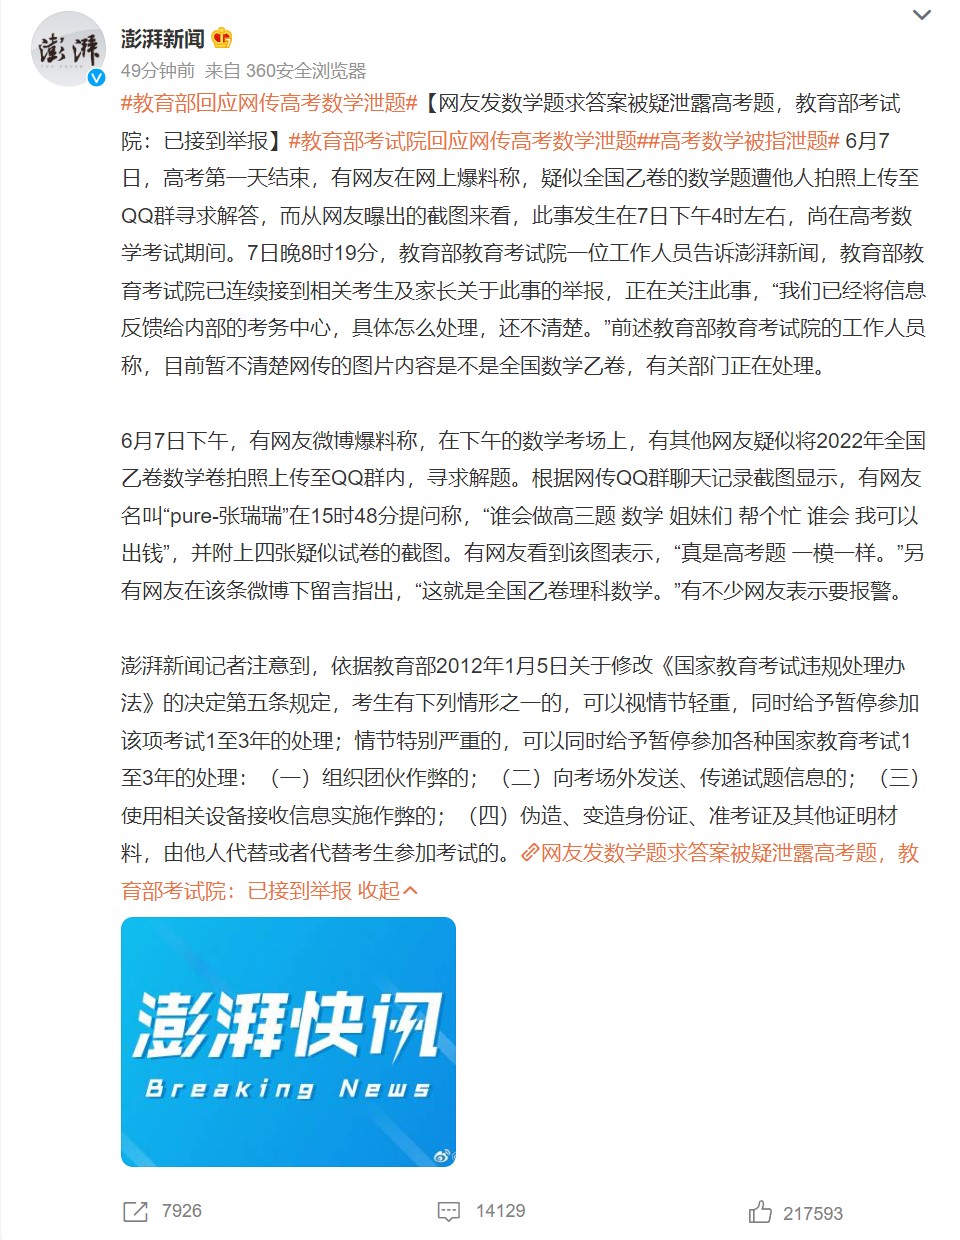 澎湃
澎湃新闻
49分钟前 来自 360安全浏览器
#教育部回应网传高考数学泄题#【网友发数学题求答案被疑泄露高考题，教育部考试
院：已接到举报】#教育部考试院回应网传高考数学泄题##高考数学被指泄题# 6月7
日，高考第一天结束，有网友在网上爆料称，疑似全国乙卷的数学题遭他人拍照上传至
QQ群寻求解答，而从网友曝出的截图来看，此事发生在7日下午4时左右，尚在高考数
学考试期间。7日晚8时19分，教育部教育考试院一位工作人员告诉澎湃新闻，教育部教
育考试院已连续接到相关考生及家长关于此事的举报，正在关注此事，“我们已经将信息
反馈给内部的考务中心，具体怎么处理，还不清楚。”前述教育部教育考试院的工作人员
称，目前暂不清楚网传的图片内容是不是全国数学乙卷，有关部门正在处理。
6月7日下午，有网友微博爆料称，在下午的数学考场上，有其他网友疑似将2022年全国
乙卷数学卷拍照上传至QQ群内，寻求解题。根据网传QQ群聊天记录截图显示，有网友
名叫“pure-张瑞瑞”在15时48分提问称，“谁会做高三题 数学 姐妹们 帮个忙 谁会 我可以
出钱”，并附上四张疑似试卷的截图。有网友看到该图表示，“真是高考题 一模一样。”另
有网友在该条微博下留言指出，“这就是全国乙卷理科数学。”有不少网友表示要报警。
澎湃新闻记者注意到，依据教育部2012年1月5日关于修改《国家教育考试违规处理办
法》的决定第五条规定，考生有下列情形之一的，可以视情节轻重，同时给予暂停参加
该项考试1至3年的处理；情节特别严重的，可以同时给予暂停参加各种国家教育考试1
至3年的处理：（一）组织团伙作弊的；（二）向考场外发送、传递试题信息的；（三）
使用相关设备接收信息实施作弊的；（四）伪造、变造身份证、准考证及其他证明材
料，由他人代替或者代替考生参加考试的。网友发数学题求答案被疑泄露高考题，教
育部考试院：已接到举报 收起
澎湃快讯
Breaking News
7926
14129
217593